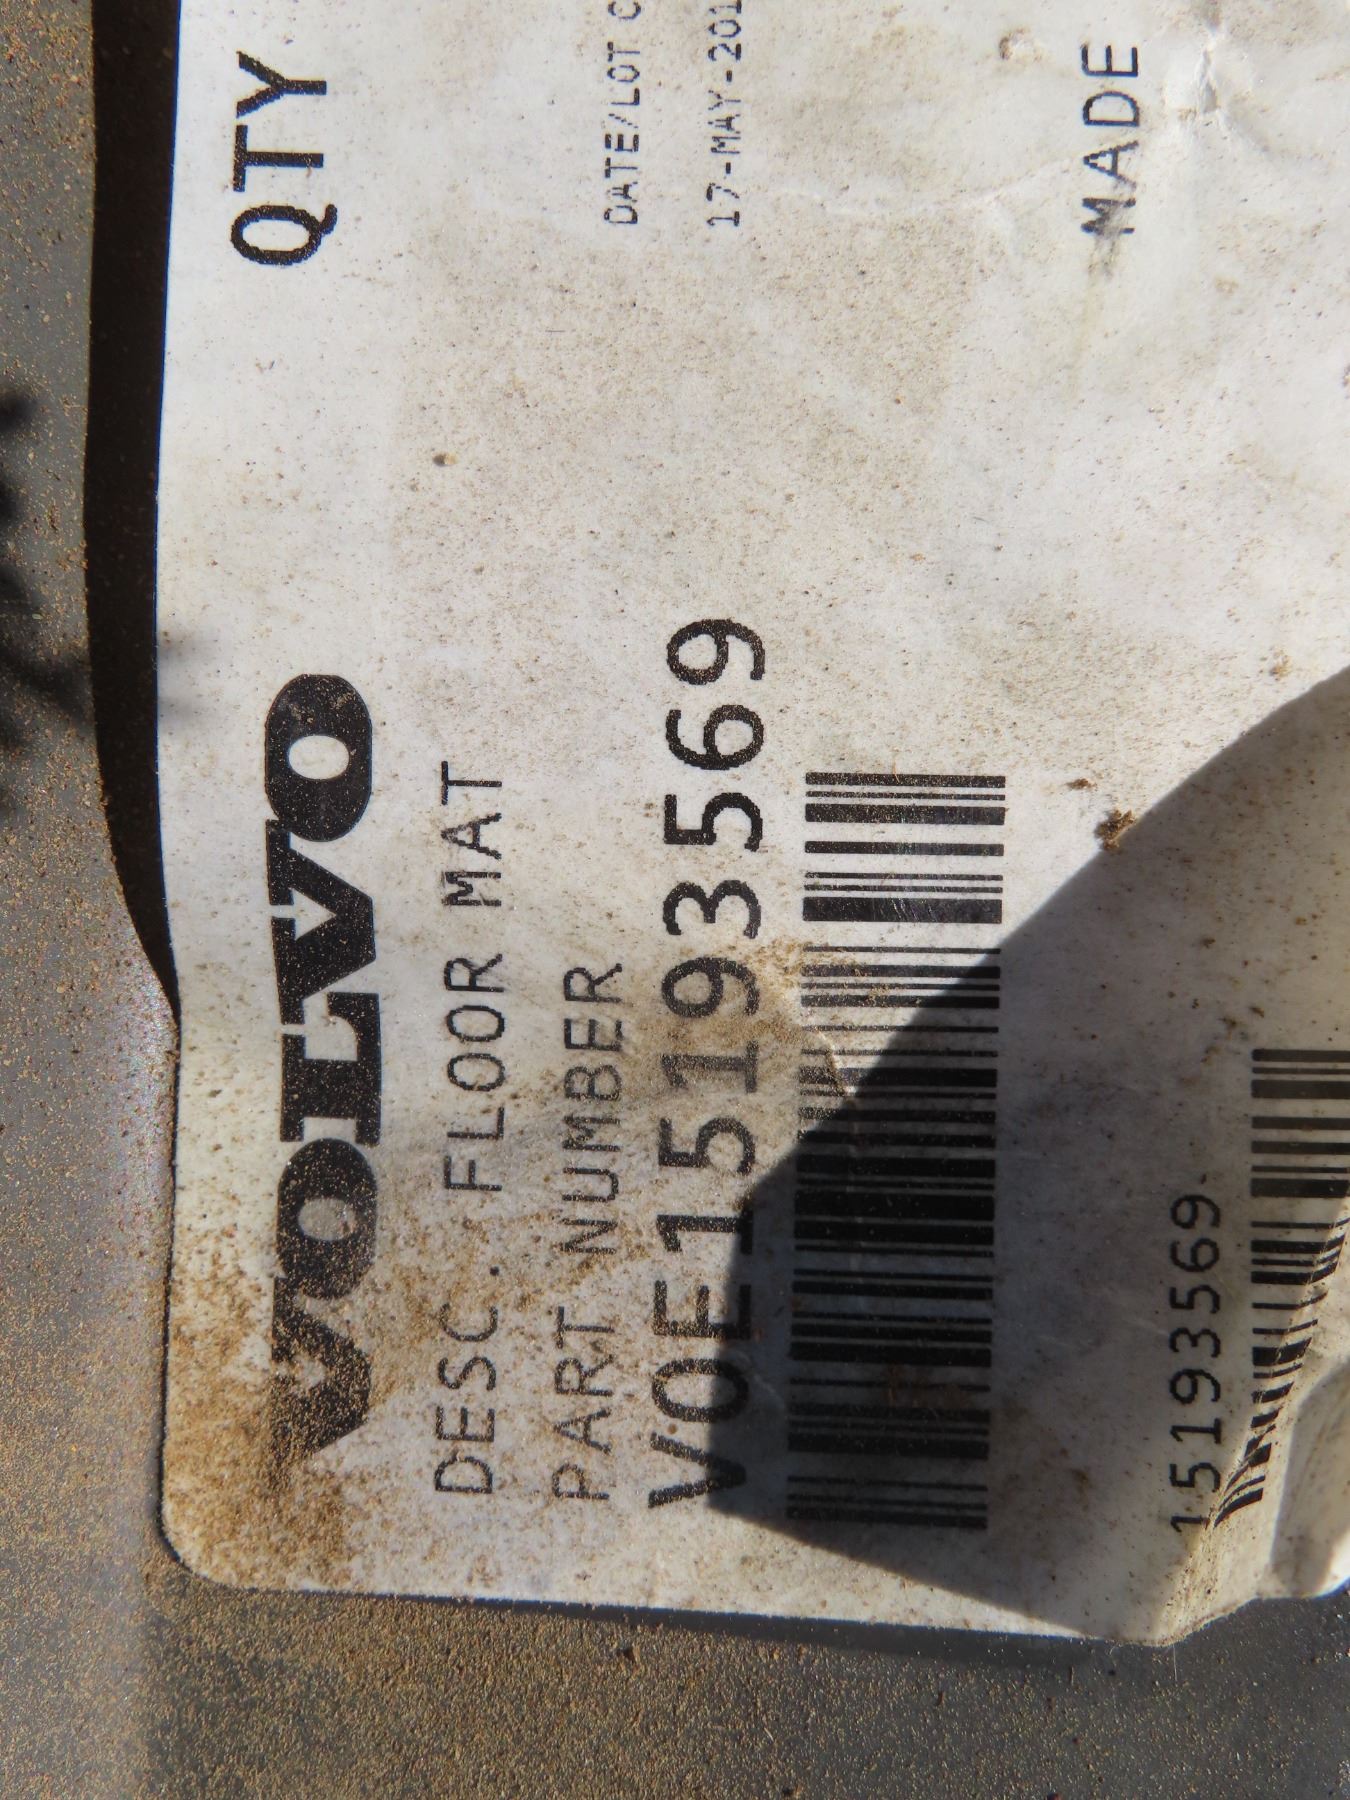 VOLVO
QTY
DESC. FLOOR MAT
PART NUMBER
DATE/LOT C
VOE15193569
17-MAY-201
15193569
MADE